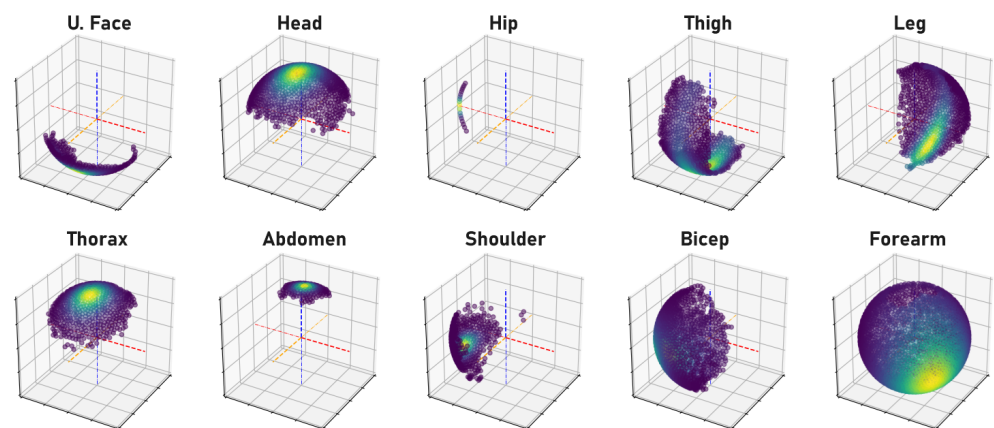 U. Face
Head
Hip
Thigh
Leg
Thorax
Abdomen
Shoulder
Bicep
Forearm